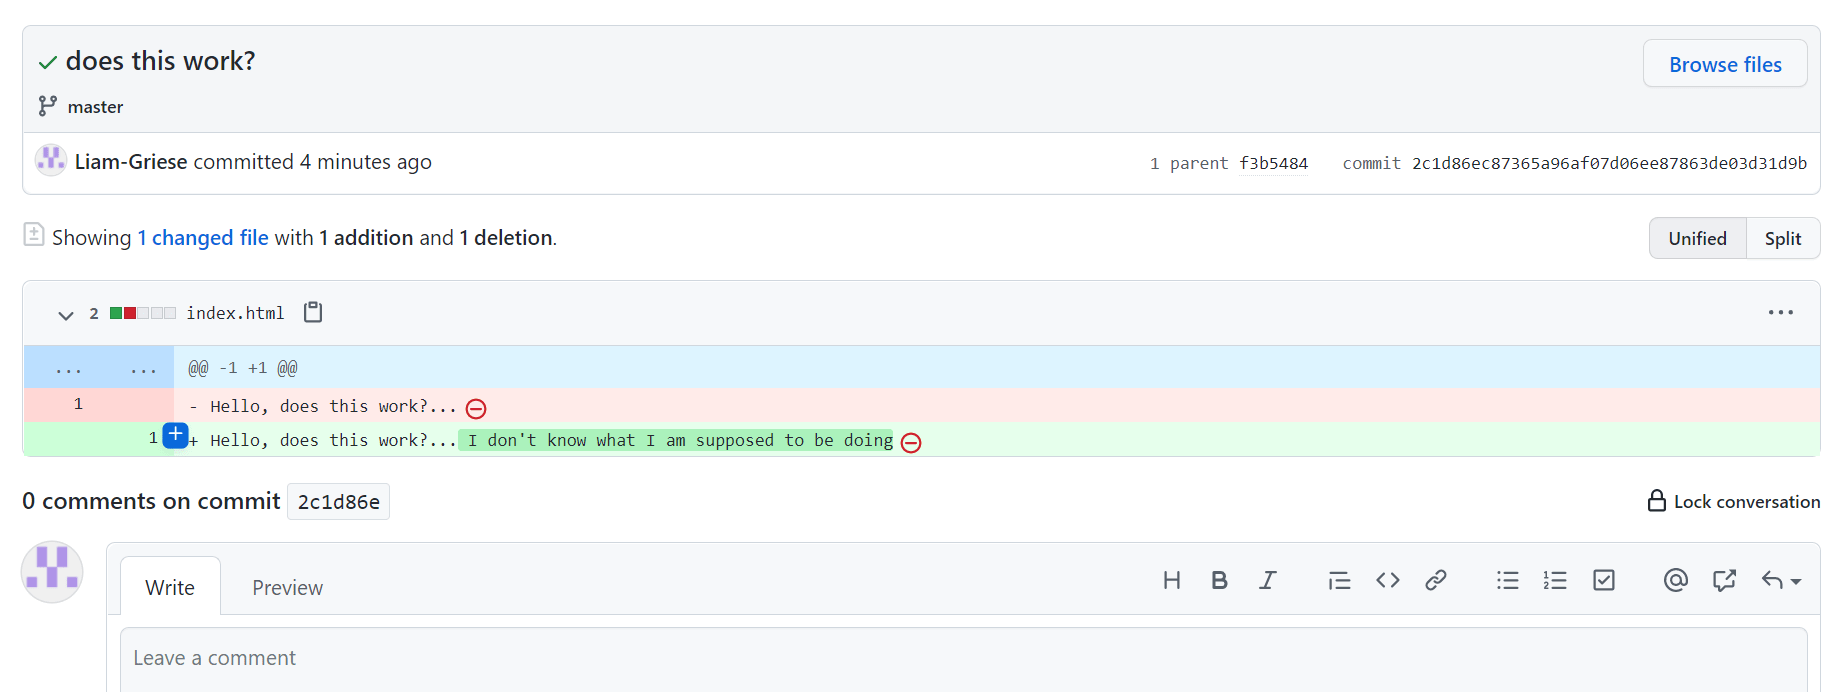 does this work?
Browse files
master
Liam-Griese committed 4 minutes ago
1 parent f3b5484 commit 2c1d86ec87365a96af07d06ee87863de03d31d9b
Showing 1 changed file with 1 addition and 1 deletion.
Unified Split
2 index.html
... ... @@ -1 +1 @@
1 - Hello, does this work?...
1 + Hello, does this work?... I don't know what I am supposed to be doing
0 comments on commit 2c1d86e
Lock conversation
Write Preview
Leave a comment